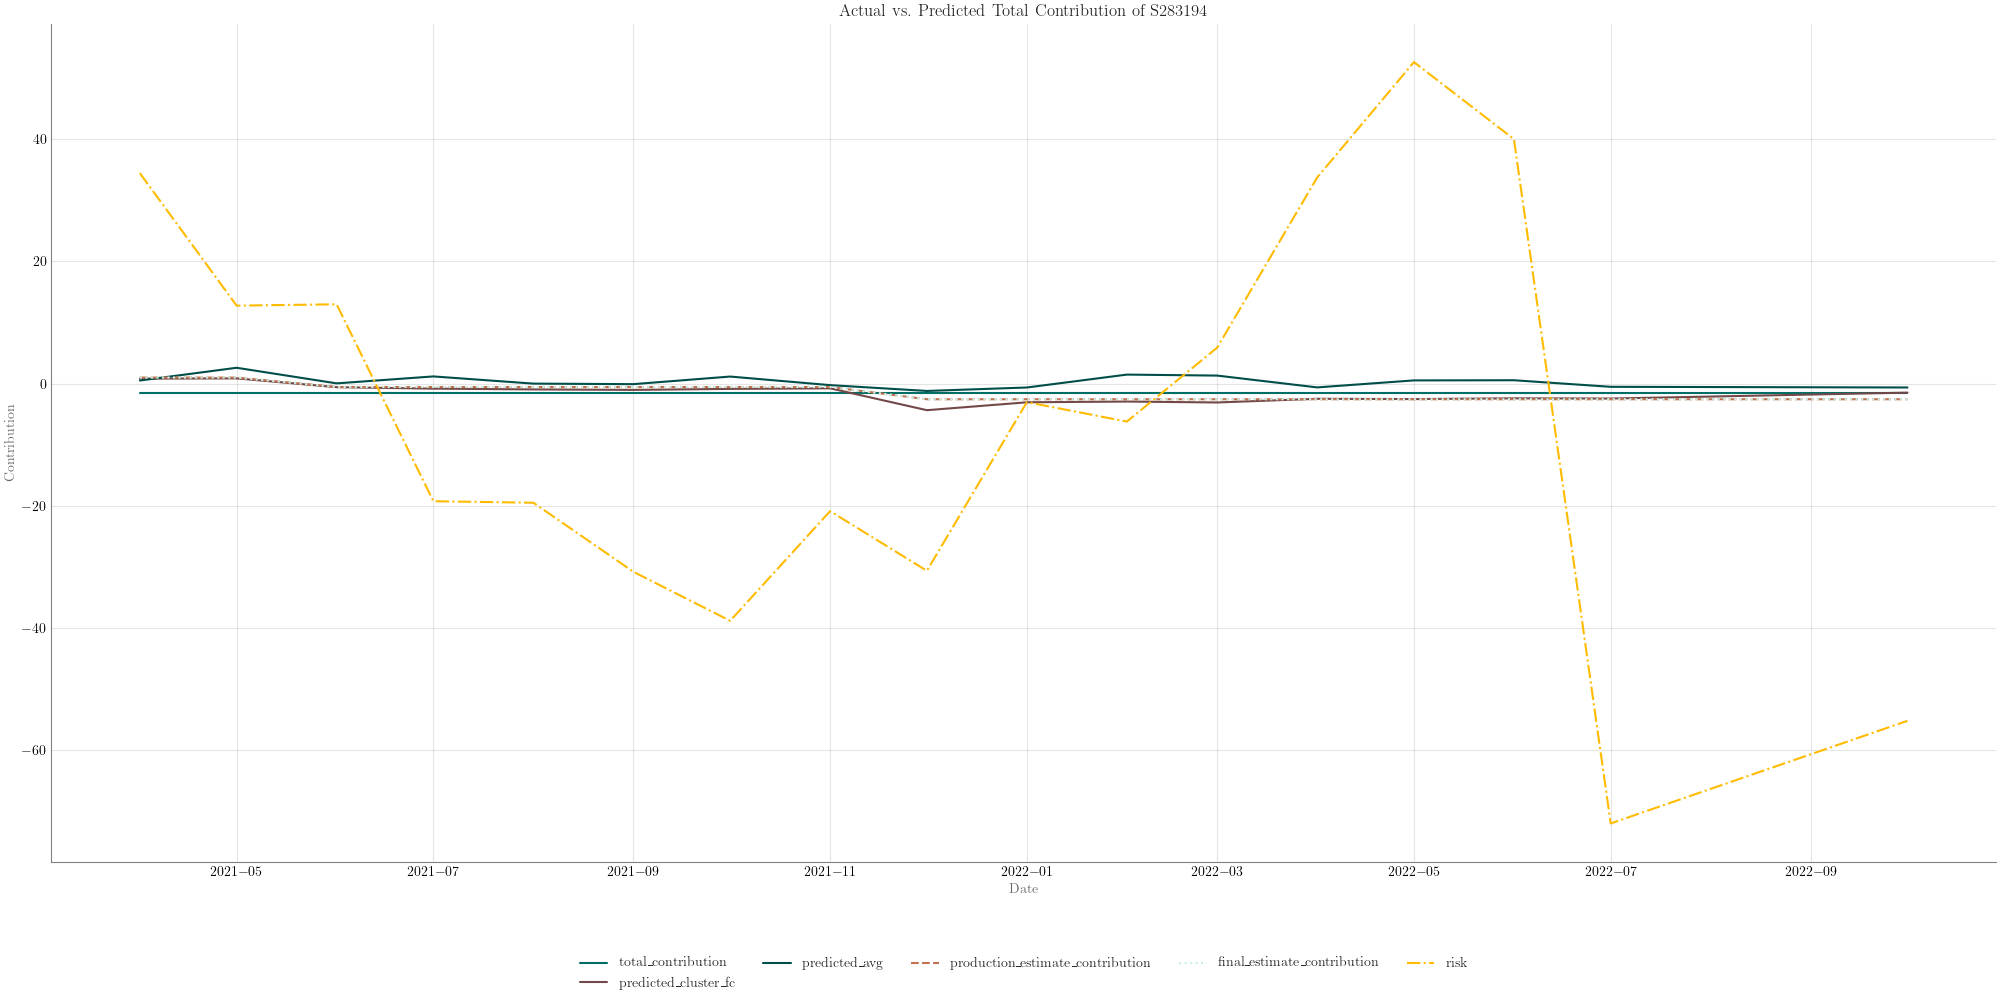 Actual vs. Predicted Total Contribution of S283194
40
20
0
−20
−40
−60
Contribution
2021−05 2021−07 2021−09 2021−11 2022−01 2022−03 2022−05 2022−07 2022−09
Date
total_contribution predicted_avg production_estimate_contribution final_estimate_contribution risk
predicted_cluster_fc